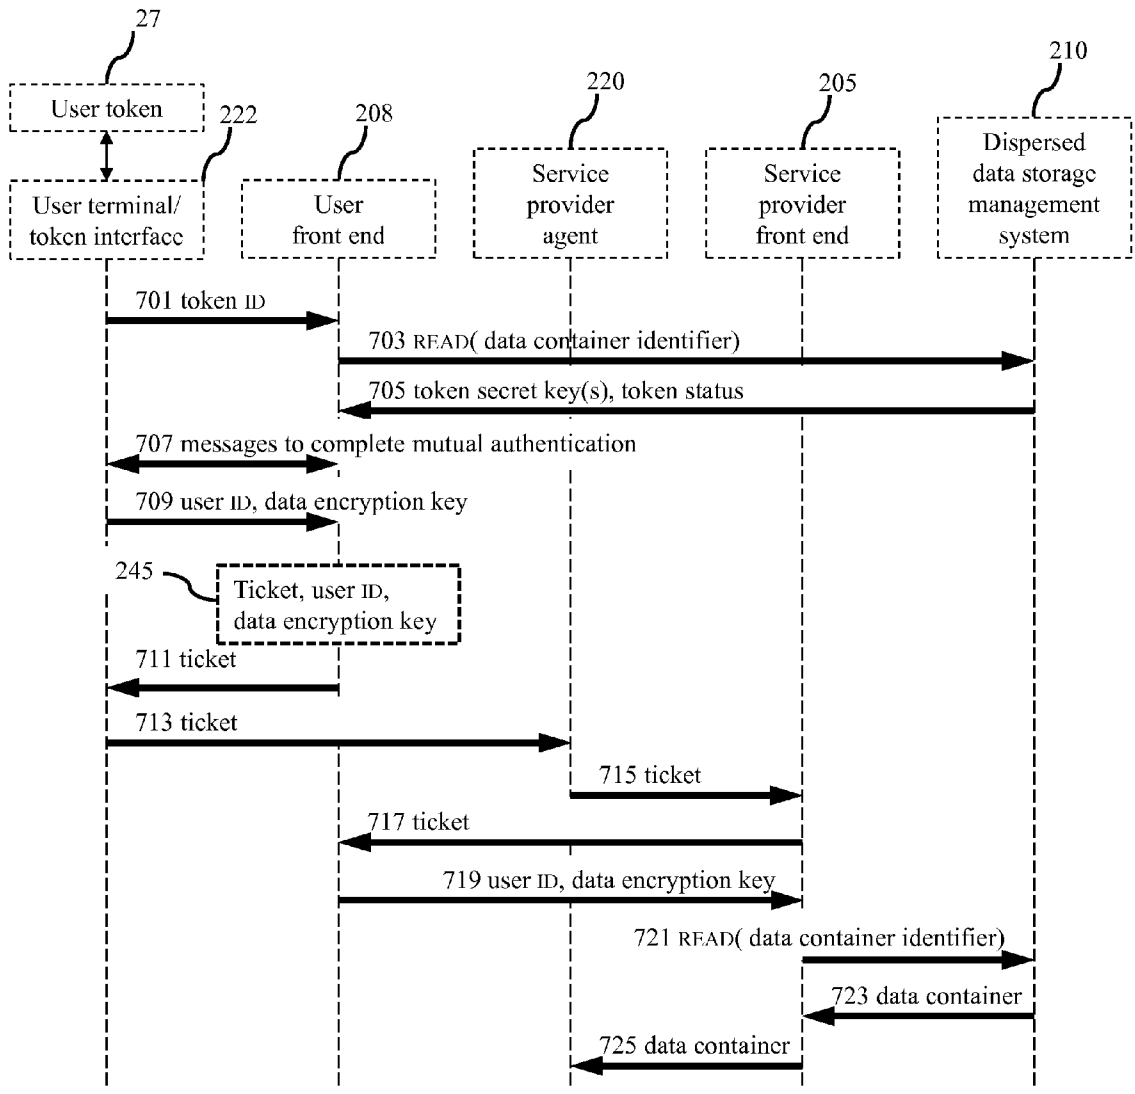 27
210
User token
222
208
220
205
User terminal/
token interface
User
front end
Service
provider
agent
Service
provider
front end
Dispersed
data storage
management
system
701 token ID
703 READ( data container identifier)
705 token secret key(s), token status
707 messages to complete mutual authentication
709 user ID, data encryption key
245
Ticket, user ID,
data encryption key
711 ticket
713 ticket
715 ticket
717 ticket
719 user ID, data encryption key
721 READ( data container identifier)
723 data container
725 data container